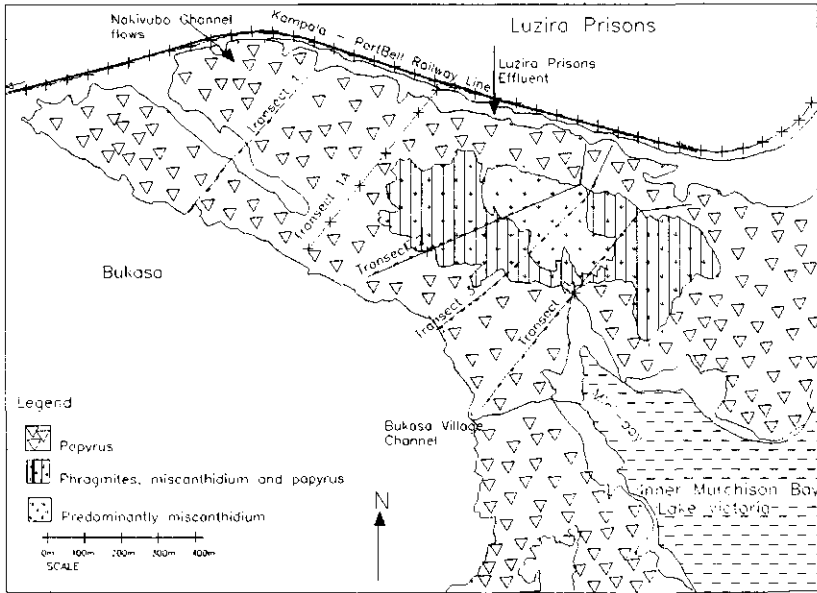 Nakivubo Channel
flows
Kampala - PortBell Railway Line
Luzira Prisons
Luzira Prisons
Effluent
Transect 1
Transect 1A
Transect
Transect 3
Transect
Bukasa
Bukasa Village
Channel
Inner Murchison Bay
Lake Victoria
Legend
Papyrus
Phragmites, miscanthidium and papyrus
Predominantly miscanthidium
0m 100m 200m 300m 400m
SCALE
N